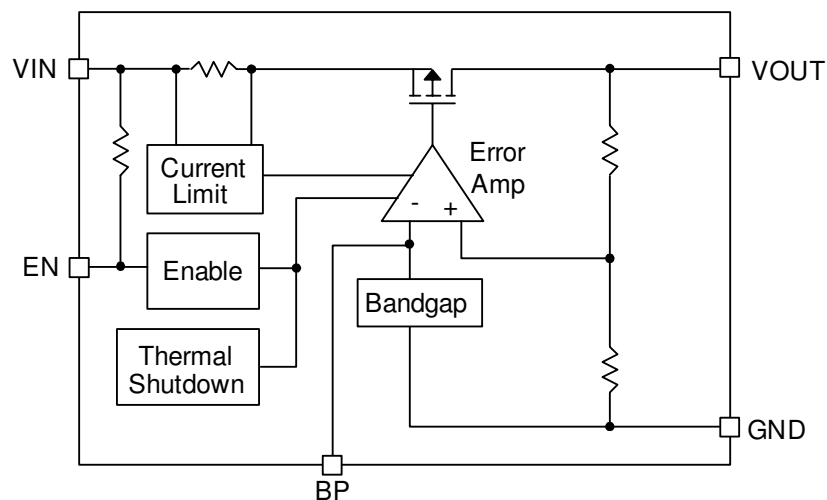 VIN
VOUT
Error
Amp
Current
Limit
-
+
EN
Enable
Bandgap
Thermal
Shutdown
GND
BP